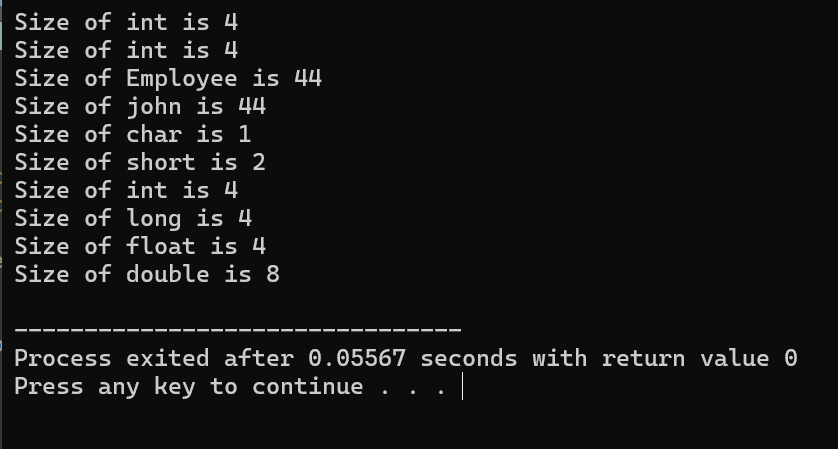 Size of int is 4
Size of int is 4
Size of Employee is 44
Size of john is 44
Size of char is 1
Size of short is 2
Size of int is 4
Size of long is 4
Size of float is 4
Size of double is 8
--------------------------------
Process exited after 0.05567 seconds with return value 0
Press any key to continue . . .